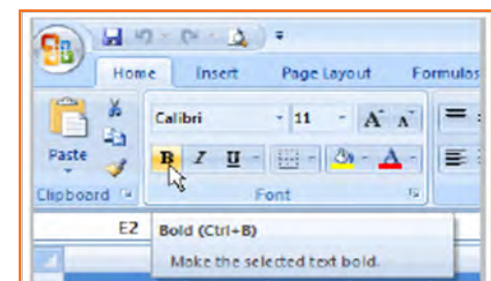 Home Insert Page Layout Formulas
Calibri 11 A A
Paste B I U A
Clipboard Font
E2 Bold (Ctrl+B)
Make the selected text bold.